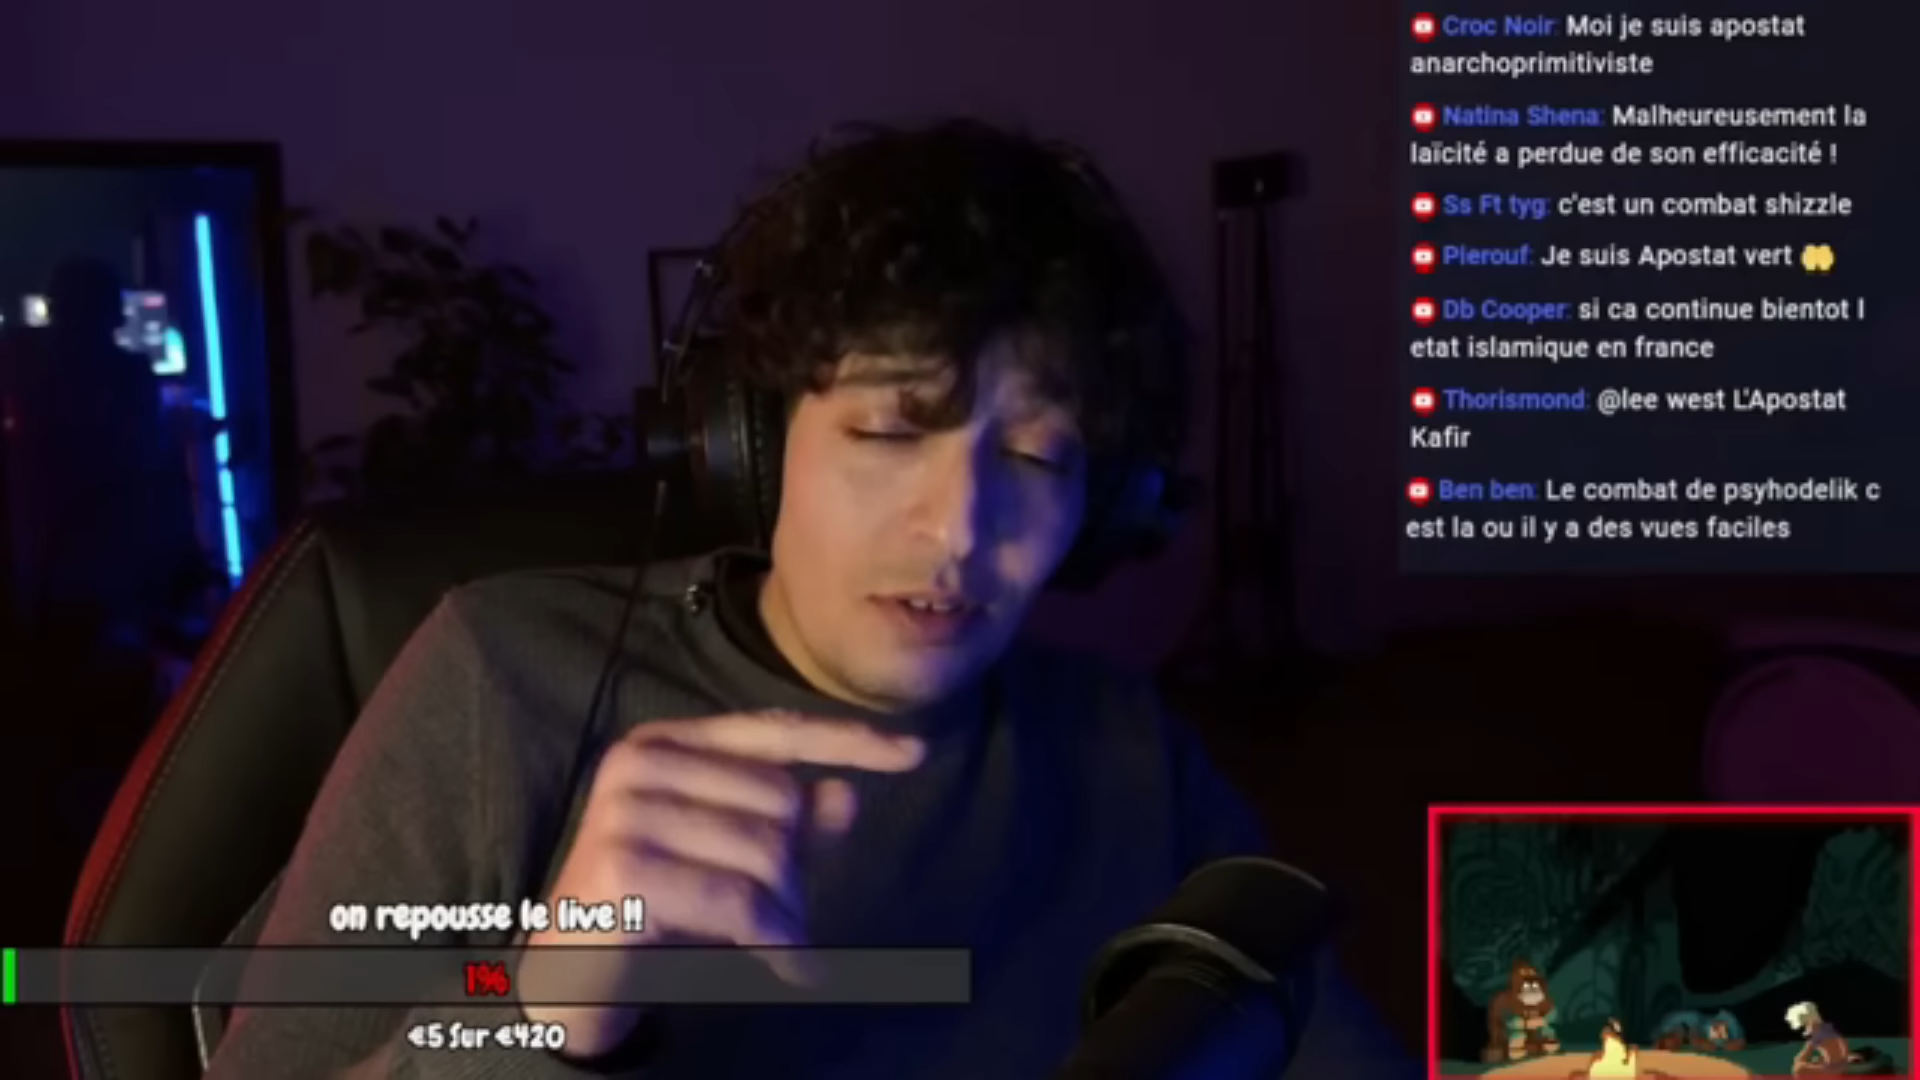 Croc Noir: Moi je suis apostat
anarchoprimitiviste
Natina Shena: Malheureusement la
laïcité a perdue de son efficacité !
Ss Ft tyg: c'est un combat shizzle
Pierouf: Je suis Apostat vert
Db Cooper: si ca continue bientot l
etat islamique en france
Thorismond: @lee west L'Apostat
Kafir
Ben ben: Le combat de psyhodelik c
est la ou il y a des vues faciles
on repousse le live !!
1%
€5 Sur €420